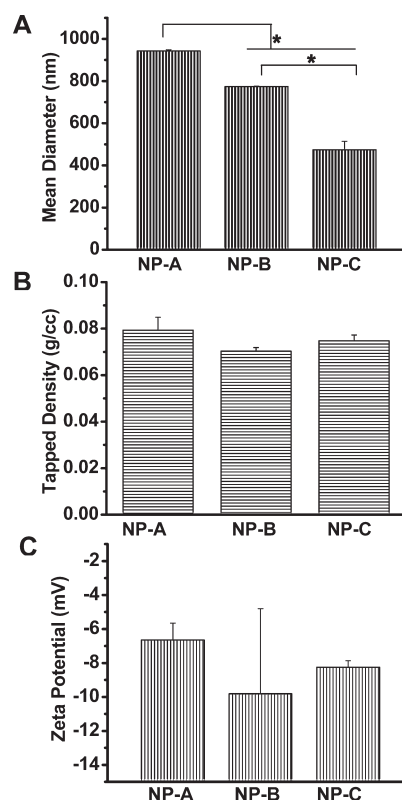 A
Mean Diameter (nm)
1000
800
600
400
200
0
*
*
NP-A NP-B NP-C
B
Tapped Density (g/cc)
0.10
0.08
0.06
0.04
0.02
0.00
NP-A NP-B NP-C
C
Zeta Potential (mV)
-2
-4
-6
-8
-10
-12
-14
NP-A NP-B NP-C